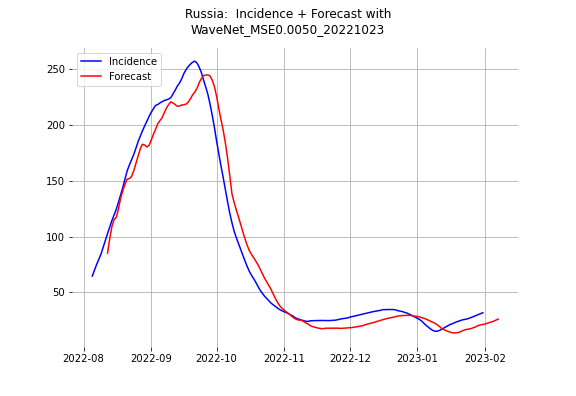 Russia:  Incidence + Forecast with
WaveNet_MSE0.0050_20221023
Incidence
Forecast
250
200
150
100
50
2022-08 2022-09 2022-10 2022-11 2022-12 2023-01 2023-02